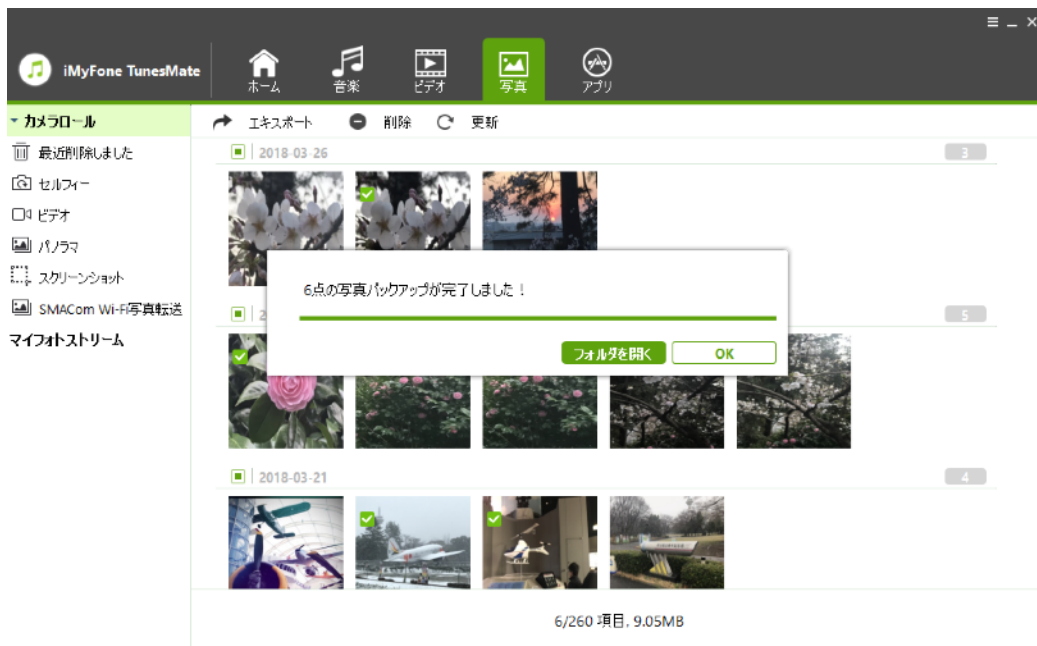 iMyFone TunesMate
ホーム
音楽
ビデオ
写真
アプリ
カメラロール
エキスポート
削除
更新
最近削除しました
セルフィー
ビデオ
パノラマ
スクリーンショット
SMACom Wi-Fi写真転送
マイフォトストリーム
2018-03-26
3
6点の写真バックアップが完了しました！
フォルダを開く
OK
5
2018-03-21
4
6/260 項目, 9.05MB